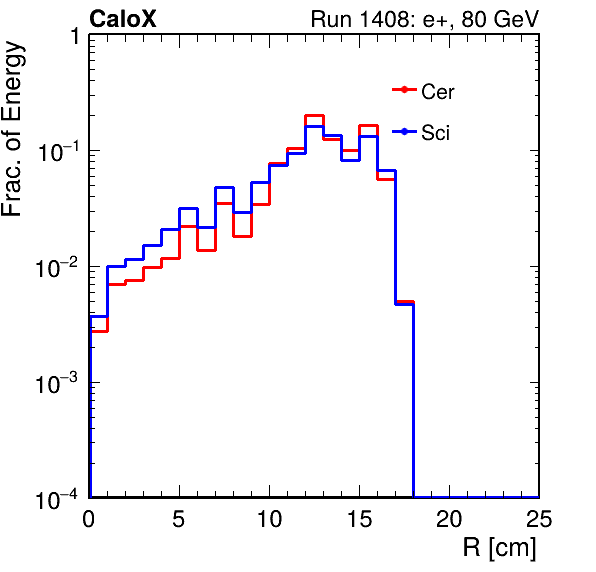 CaloX Run 1408: e+, 80 GeV
Frac. of Energy
1
10⁻¹
10⁻²
10⁻³
10⁻⁴
Cer
Sci
0 5 10 15 20 25
R [cm]